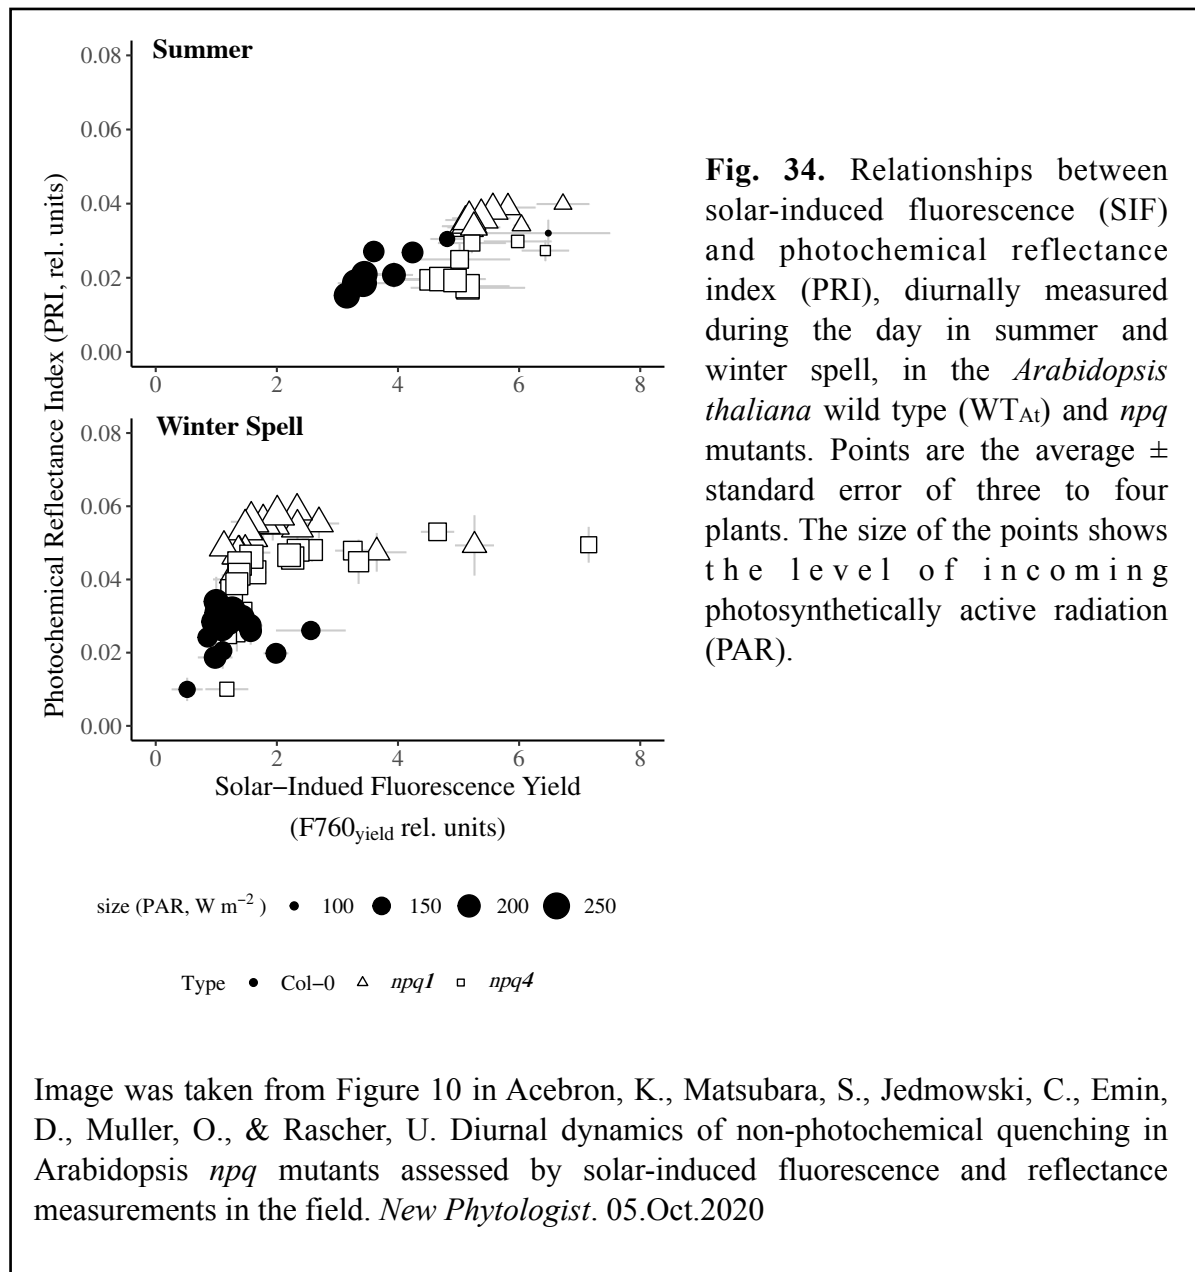 Summer
0.08
0.06
0.04
0.02
0.00
0 2 4 6 8
Photochemical Reflectance Index (PRI, rel. units)
Winter Spell
0.08
0.06
0.04
0.02
0.00
0 2 4 6 8
Solar−Indued Fluorescence Yield
(F760yield rel. units)
size (PAR, W m−2 ) 100 150 200 250
Type Col−0 npq1 npq4
Fig. 34. Relationships between
solar-induced fluorescence (SIF)
and photochemical reflectance
index (PRI), diurnally measured
during the day in summer and
winter spell, in the Arabidopsis
thaliana wild type (WTAt) and npq
mutants. Points are the average ±
standard error of three to four
plants. The size of the points shows
the level of incoming
photosynthetically active radiation
(PAR).
Image was taken from Figure 10 in Acebron, K., Matsubara, S., Jedmowski, C., Emin,
D., Muller, O., & Rascher, U. Diurnal dynamics of non-photochemical quenching in
Arabidopsis npq mutants assessed by solar-induced fluorescence and reflectance
measurements in the field. New Phytologist. 05.Oct.2020